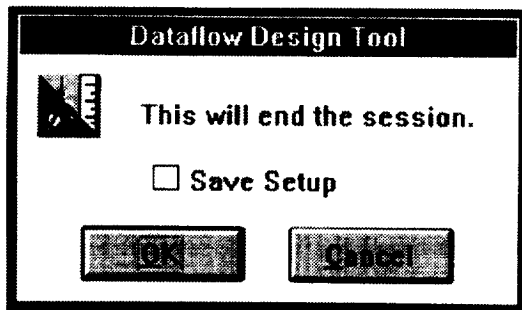 Dataflow Design Tool
This will end the session.
Save Setup
OK
Cancel